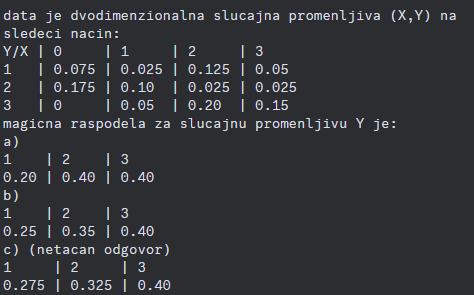 data je dvodimenzionalna slucajna promenljiva (X,Y) na
sledeci nacin:
Y/X | 0 | 1 | 2 | 3
1 | 0.075 | 0.025 | 0.125 | 0.05
2 | 0.175 | 0.10 | 0.025 | 0.025
3 | 0 | 0.05 | 0.20 | 0.15
magicna raspodela za slucajnu promenljivu Y je:
a)
1 | 2 | 3
0.20 | 0.40 | 0.40
b)
1 | 2 | 3
0.25 | 0.35 | 0.40
c) (netacan odgovor)
1 | 2 | 3
0.275 | 0.325 | 0.40